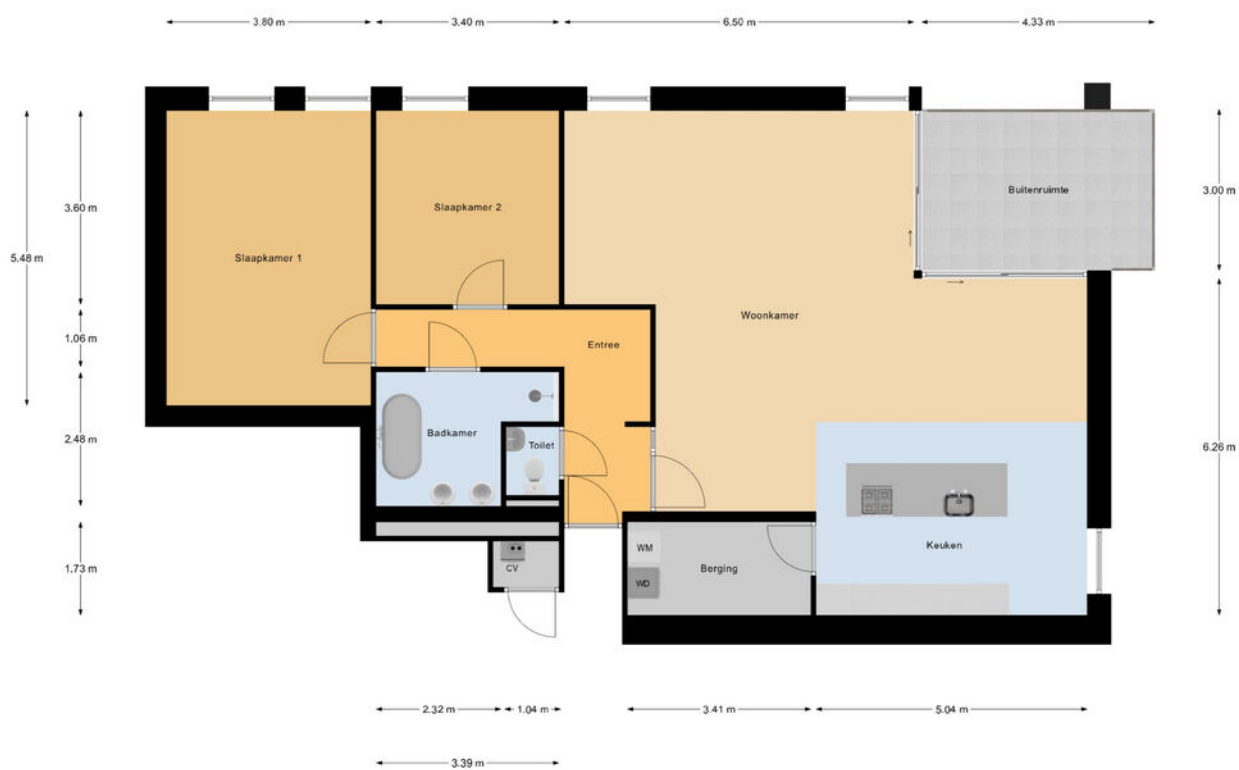 3.80 m
3.40 m
6.50 m
4.33 m
3.60 m
5.48 m
1.06 m
2.48 m
1.73 m
3.00 m
6.26 m
Slaapkamer 1
Slaapkamer 2
Buitenruimte
Woonkamer
Entree
Badkamer
Toilet
Keuken
CV
WM
WD
Berging
2.32 m
1.04 m
3.41 m
5.04 m
3.39 m